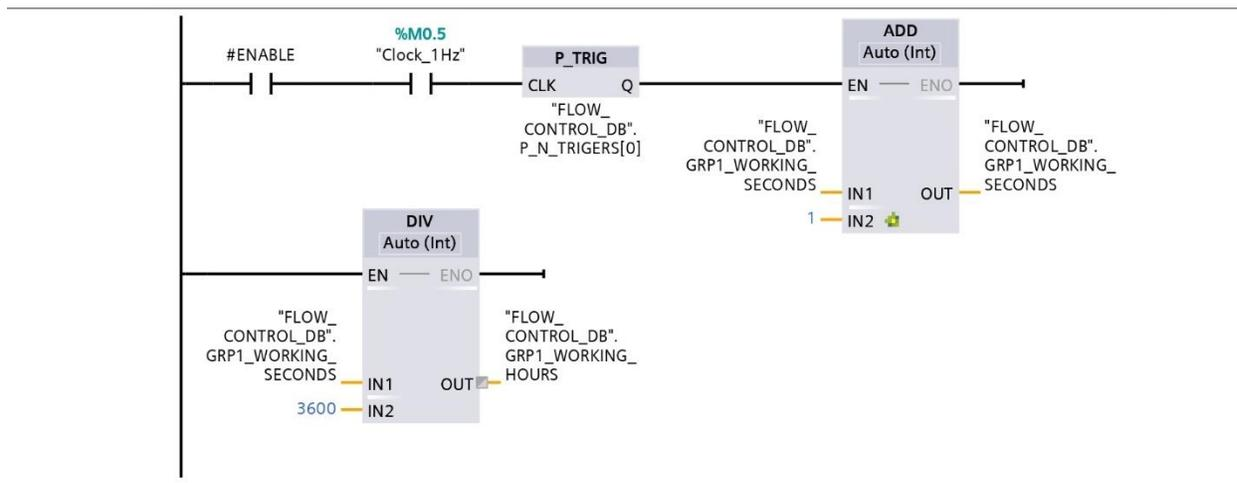 %M0.5
#ENABLE
"Clock_1Hz"
P_TRIG
CLK
Q
"FLOW_
CONTROL_DB".
P_N_TRIGERS[0]
ADD
Auto (Int)
EN
ENO
"FLOW_
CONTROL_DB".
GRP1_WORKING_
SECONDS
IN1
1
IN2
OUT
"FLOW_
CONTROL_DB".
GRP1_WORKING_
SECONDS
DIV
Auto (Int)
EN
ENO
"FLOW_
CONTROL_DB".
GRP1_WORKING_
SECONDS
IN1
3600
IN2
OUT
"FLOW_
CONTROL_DB".
GRP1_WORKING_
HOURS